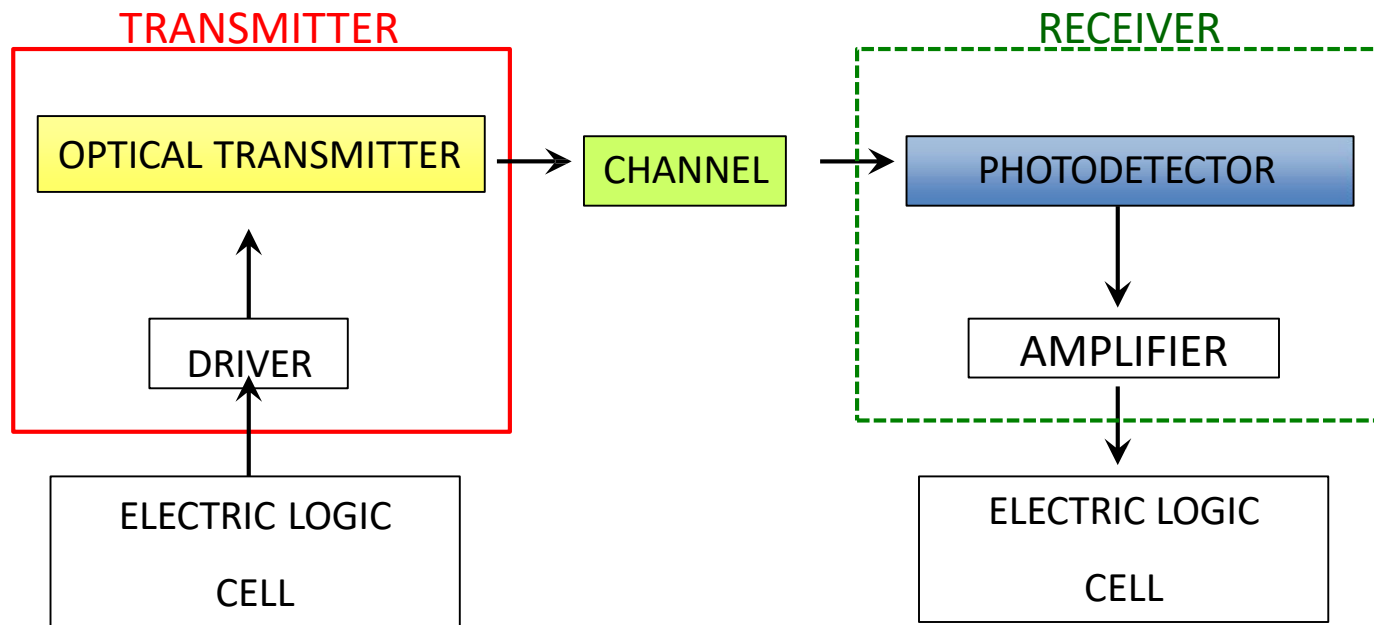 TRANSMITTER
RECEIVER
OPTICAL TRANSMITTER
CHANNEL
PHOTODETECTOR
DRIVER
AMPLIFIER
ELECTRIC LOGIC
CELL
ELECTRIC LOGIC
CELL